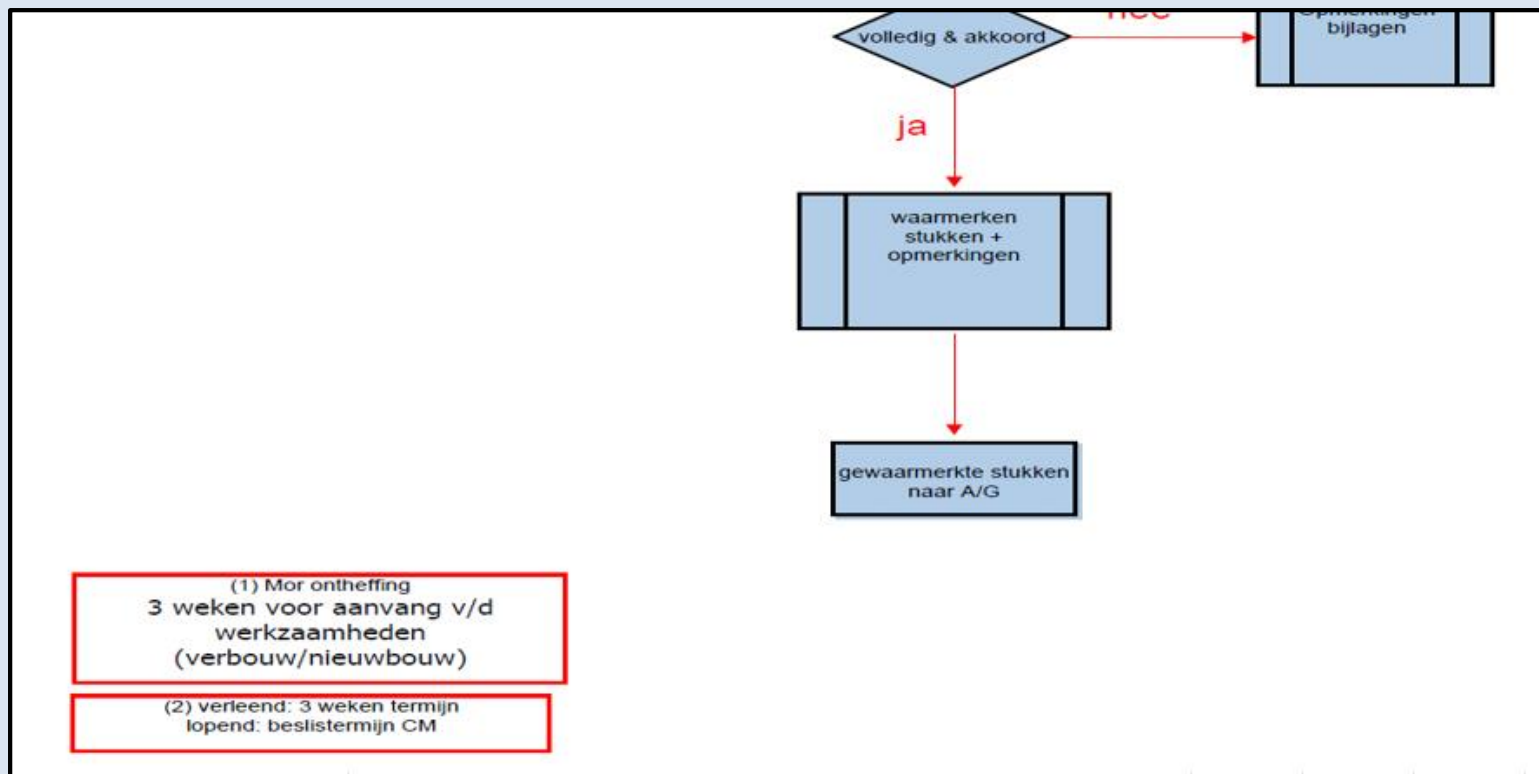 nee
Opmerkingen
bijlagen
volledig & akkoord
ja
waarmerken
stukken +
opmerkingen
gewaarmerkte stukken
naar A/G
(1) Mor ontheffing
3 weken voor aanvang v/d
werkzaamheden
(verbouw/nieuwbouw)
(2) verleend: 3 weken termijn
lopend: beslistermijn CM